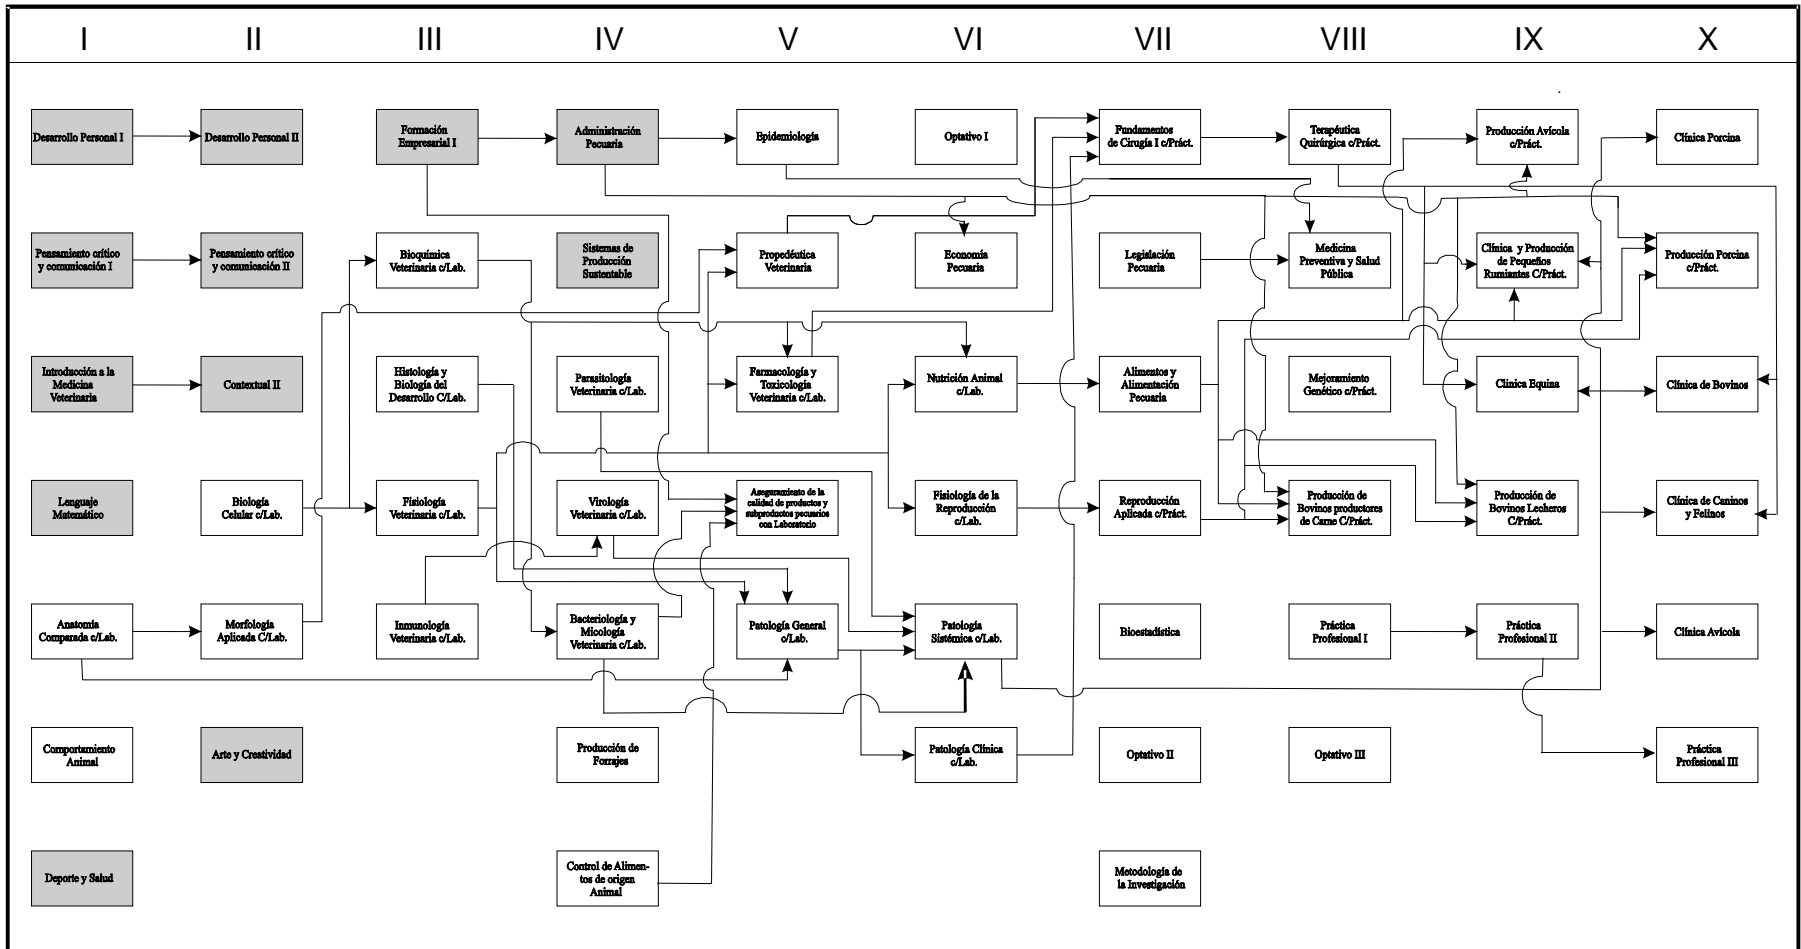 I II III IV V VI VII VIII IX X
Desarrollo Personal I
Desarrollo Personal II
Formación
Empresarial I
Administración
Pecuaria
Epidemiología
Optativo I
Fundamentos
de Cirugía I c/Práct.
Terapéutica
Quirúrgica c/Práct.
Producción Avícola
c/Práct.
Clínica Porcina
Pensamiento crítico
y comunicación I
Pensamiento crítico
y comunicación II
Bioquímica
Veterinaria c/Lab.
Sistemas de
Producción
Sustentable
Propedéutica
Veterinaria
Economía
Pecuaria
Legislación
Pecuaria
Medicina
Preventiva y Salud
Pública
Clínica y Producción
de Pequeños
Rumiantes C/Práct.
Producción Porcina
c/Práct.
Introducción a la
Medicina
Veterinaria
Contextual II
Histología y
Biología del
Desarrollo C/Lab.
Parasitología
Veterinaria c/Lab.
Farmacología y
Toxicología
Veterinaria c/Lab.
Nutrición Animal
c/Lab.
Alimentos y
Alimentación
Pecuaria
Mejoramiento
Genético c/Práct.
Clinica Equina
Clínica de Bovinos
Lenguaje
Matemático
Biología
Celular c/Lab.
Fisiología
Veterinaria c/Lab.
Virología
Veterinaria c/Lab.
Aseguramiento de la
calidad de productos y
subproductos pecuarios
con Laboratorio
Fisiología de la
Reproducción
c/Lab.
Reproducción
Aplicada c/Práct.
Producción de
Bovinos productores
de Carne C/Práct.
Producción de
Bovinos Lecheros
C/Práct.
Clínica de Caninos
y Felinos
Anatomía
Comparada c/Lab.
Morfología
Aplicada C/Lab.
Inmunología
Veterinaria c/Lab.
Bacteriología y
Micología
Veterinaria c/Lab.
Patología General
c/Lab.
Patología
Sistémica c/Lab.
Bioestadística
Práctica
Profesional I
Práctica
Profesional II
Clínica Avícola
Comportamiento
Animal
Arte y Creatividad
Producción de
Forrajes
Patología Clínica
c/Lab.
Optativo II
Optativo III
Práctica
Profesional III
Deporte y Salud
Control de Alimen-
tos de origen
Animal
Metodología de
la Investigación